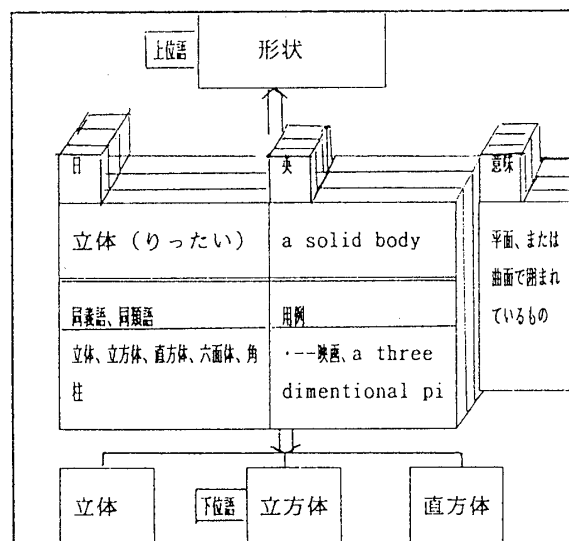 上位語
形状
日
英
意味
立体（りったい）
a solid body
平面、または
曲面で囲まれ
ているもの
同義語、同類語
用例
立体、立方体、直方体、六面体、角
柱
・ー一映画、a three
dimentional pi
立体
下位語
立方体
直方体